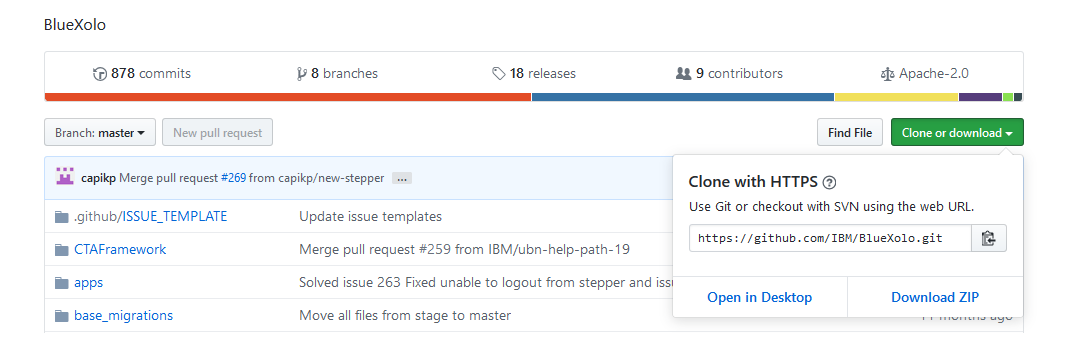 BlueXolo
878 commits 8 branches 18 releases 9 contributors Apache-2.0
Branch: master New pull request Find File Clone or download
capikp Merge pull request #269 from capikp/new-stepper ...
Clone with HTTPS
Use Git or checkout with SVN using the web URL.
https://github.com/IBM/BlueXolo.git
Open in Desktop Download ZIP
.github/ISSUE_TEMPLATE Update issue templates
CTAFramework Merge pull request #259 from IBM/ubn-help-path-19
apps Solved issue 263 Fixed unable to logout from stepper and
base_migrations Move all files from stage to master
months ago